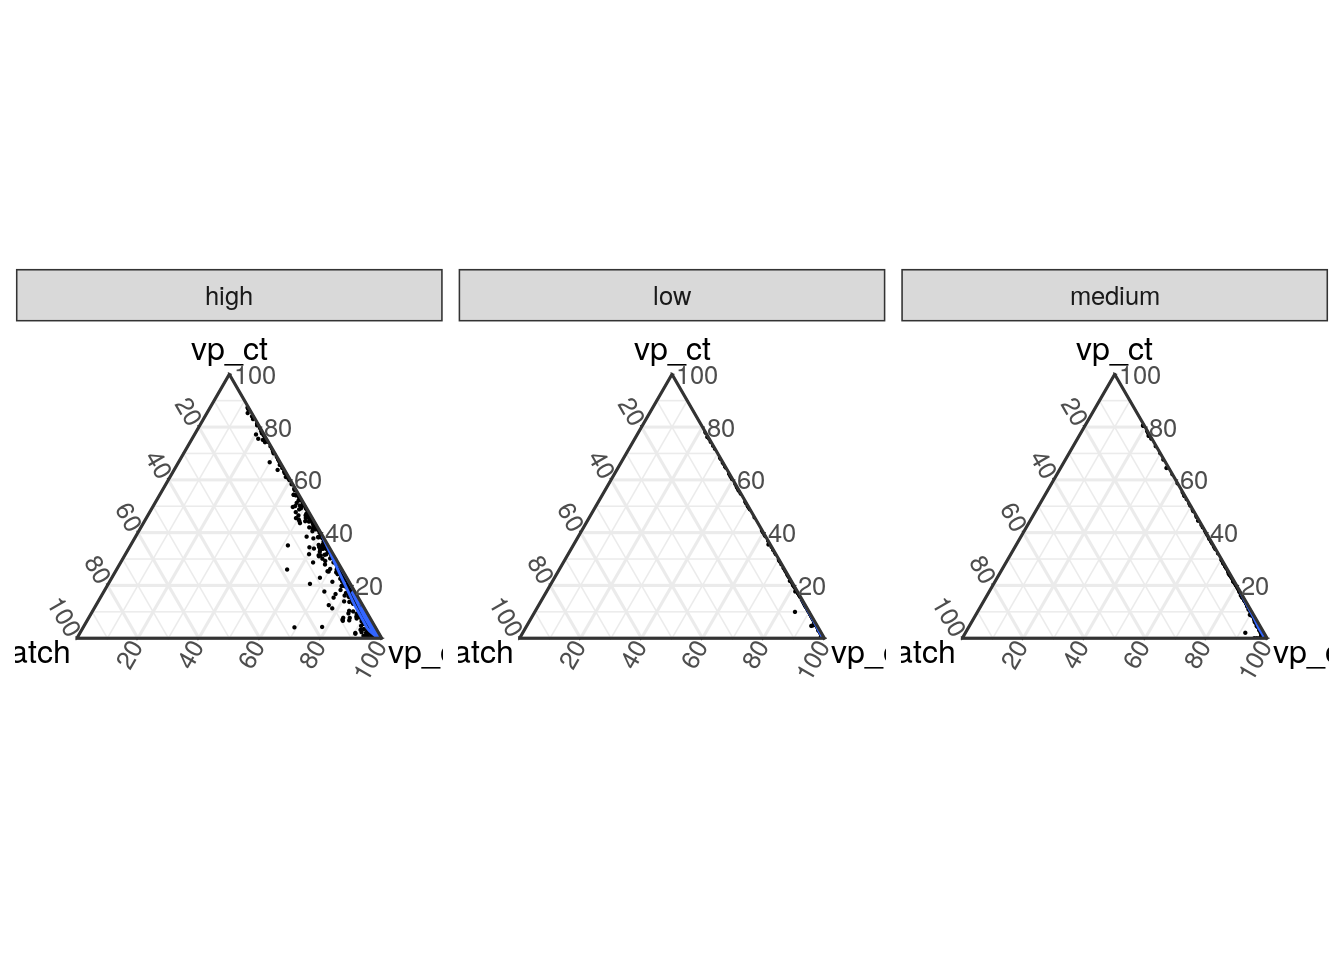 high low medium
vp_ct vp_ct vp_ct
100 100 100
20 80 20 80 20 80
40 60 40 60 40 60
60 40 60 40 60 40
80 20 80 20 80 20
100 100 100
atch 20 40 60 80 100 vp_ atch 20 40 60 80 100 vp_ atch 20 40 60 80 100 vp_